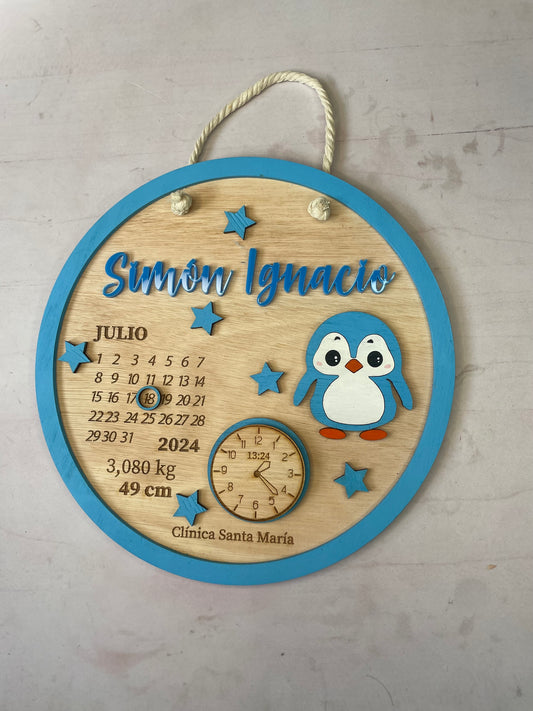 Simón Ignacio
JULIO
1 2 3 4 5 6 7
8 9 10 11 12 13 14
15 16 17 18 19 20 21
22 23 24 25 26 27 28
29 30 31
2024
3,080 kg
49 cm
12
11 1
13:24
10 2
9 3
8 4
7 5
6
Clínica Santa María